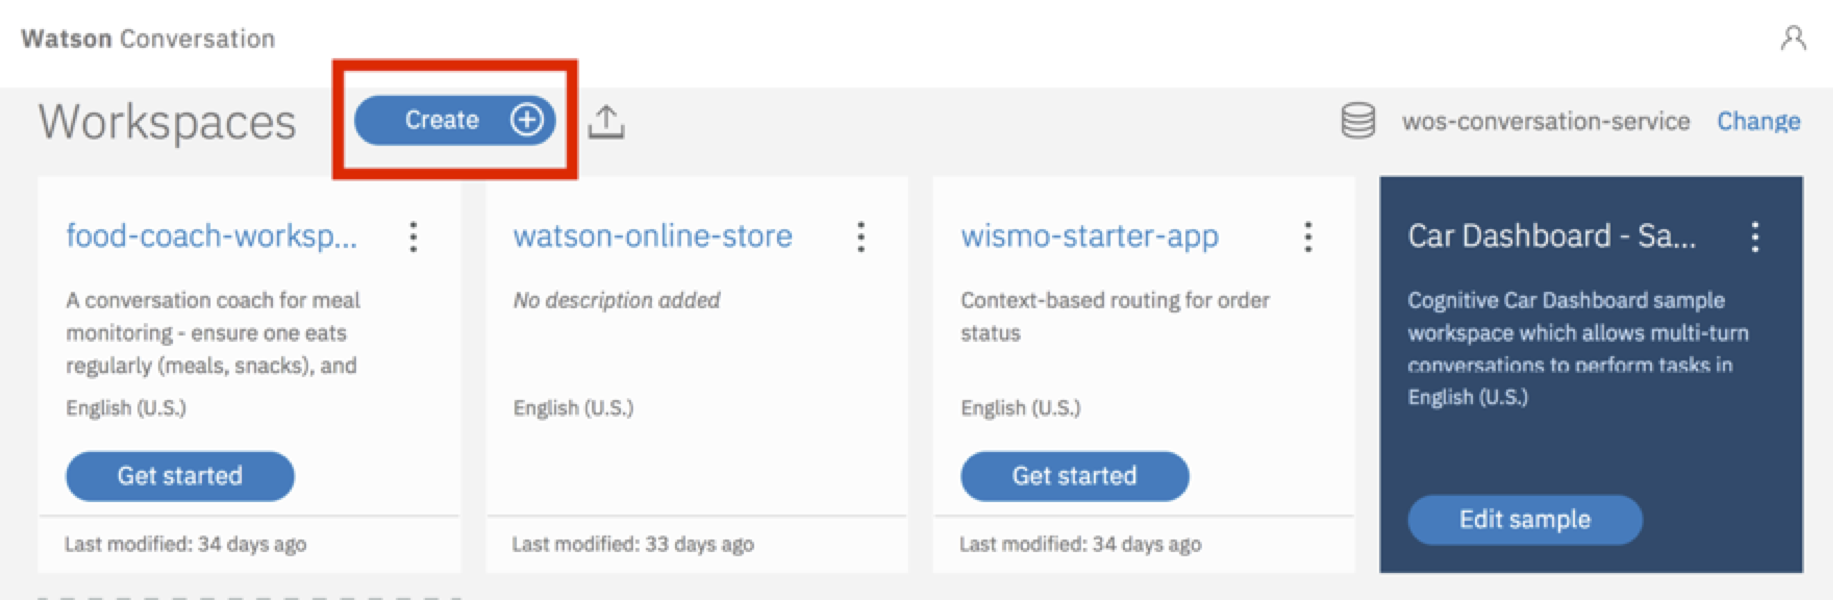 Watson Conversation
Workspaces
Create
wos-conversation-service Change
food-coach-worksp...
A conversation coach for meal
monitoring - ensure one eats
regularly (meals, snacks), and
English (U.S.)
Get started
Last modified: 34 days ago
watson-online-store
No description added
English (U.S.)
Last modified: 33 days ago
wismo-starter-app
Context-based routing for order
status
English (U.S.)
Get started
Last modified: 34 days ago
Car Dashboard - Sa...
Cognitive Car Dashboard sample
workspace which allows multi-turn
conversations to perform tasks in
English (U.S.)
Edit sample